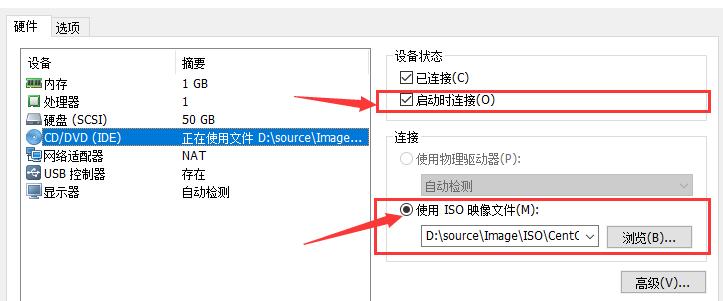 硬件 选项
设备 摘要
内存 1 GB
处理器 1
硬盘 (SCSI) 50 GB
CD/DVD (IDE) 正在使用文件 D:\source\Image...
网络适配器 NAT
USB 控制器 存在
显示器 自动检测
设备状态
已连接(C)
启动时连接(O)
连接
使用物理驱动器(P):
自动检测
使用 ISO 映像文件(M):
D:\source\Image\ISO\Cent 浏览(B)...
高级(V)...